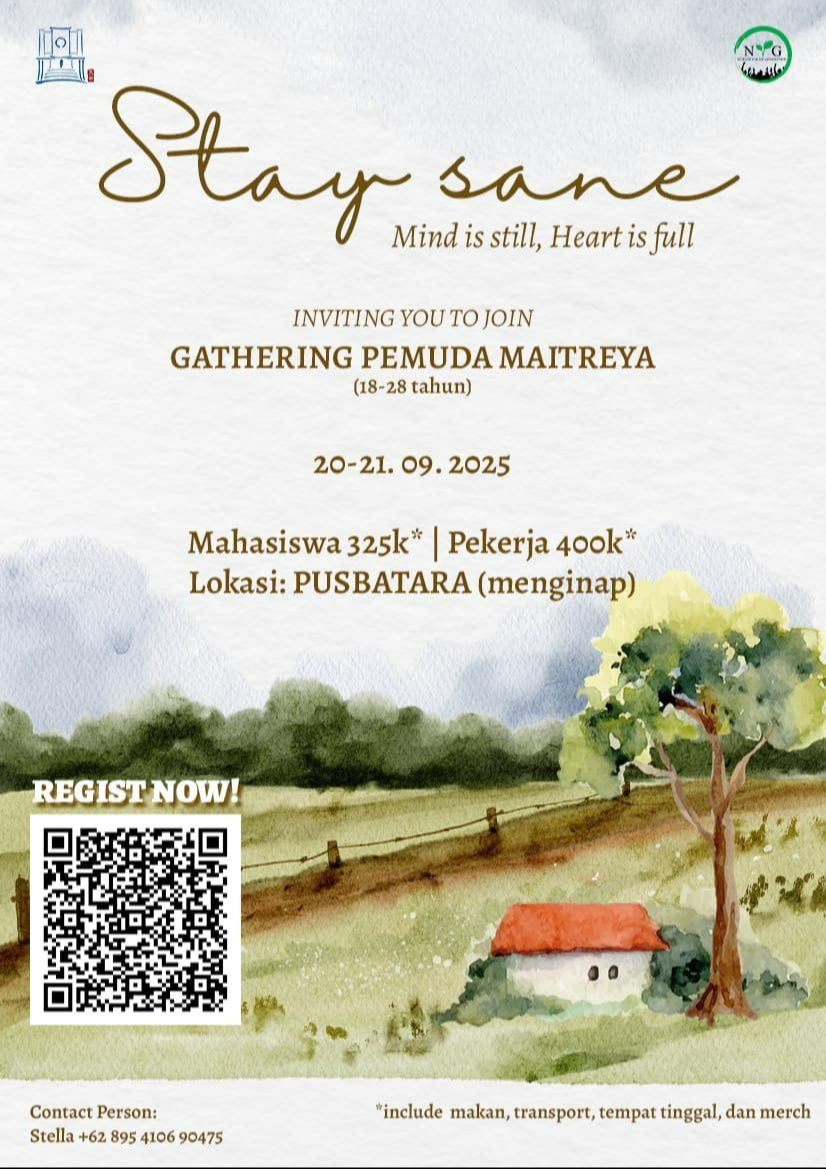 N G
Stay sane
Mind is still, Heart is full
INVITING YOU TO JOIN
GATHERING PEMUDA MAITREYA
(18-28 tahun)
20-21. 09. 2025
Mahasiswa 325k* | Pekerja 400k*
Lokasi: PUSBATARA (menginap)
REGIST NOW!
Contact Person:
Stella +62 895 4106 90475
*include makan, transport, tempat tinggal, dan merch